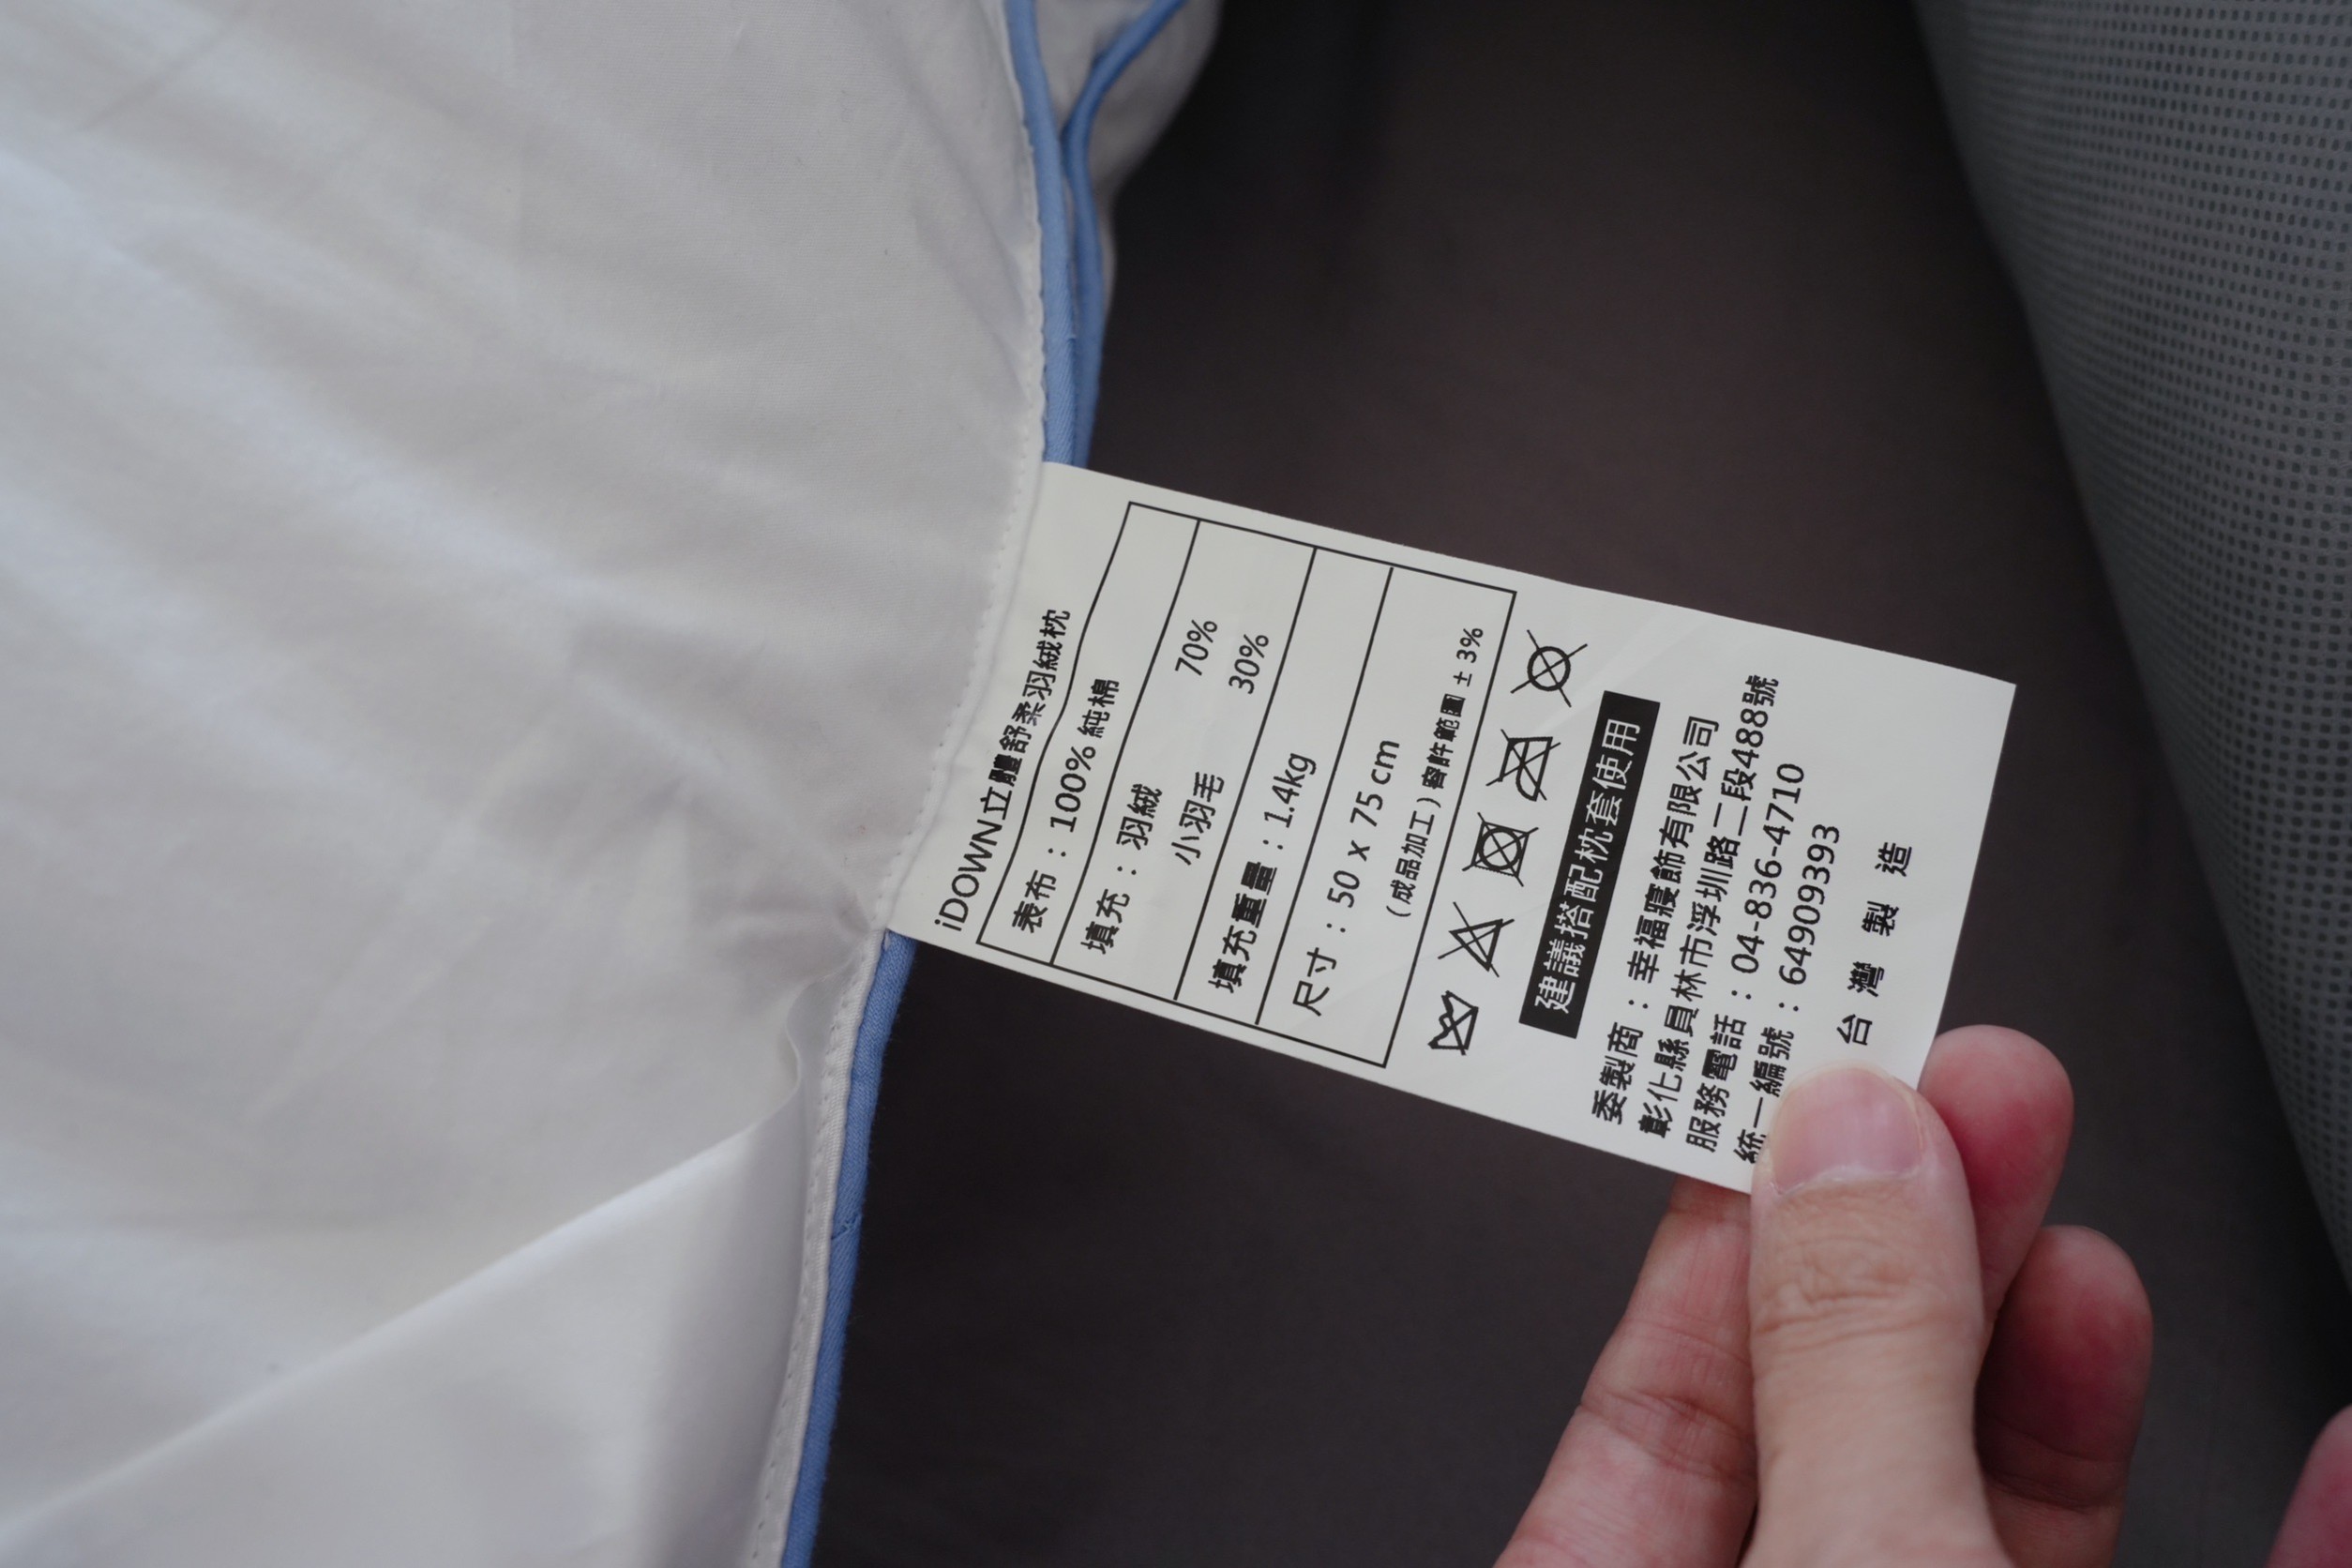 iDOWN立體舒柔羽絨枕
表布：100% 純棉
填充：羽絨 70%
小羽毛 30%
填充重量：1.4kg
尺寸：50 x 75 cm
(成品加工) 容許範圍 ± 3%
建議搭配枕套使用
委製商：幸福寢飾有限公司
彰化縣員林市浮圳路二段488號
服務電話：04-836-4710
統一編號：64909393
台灣製造